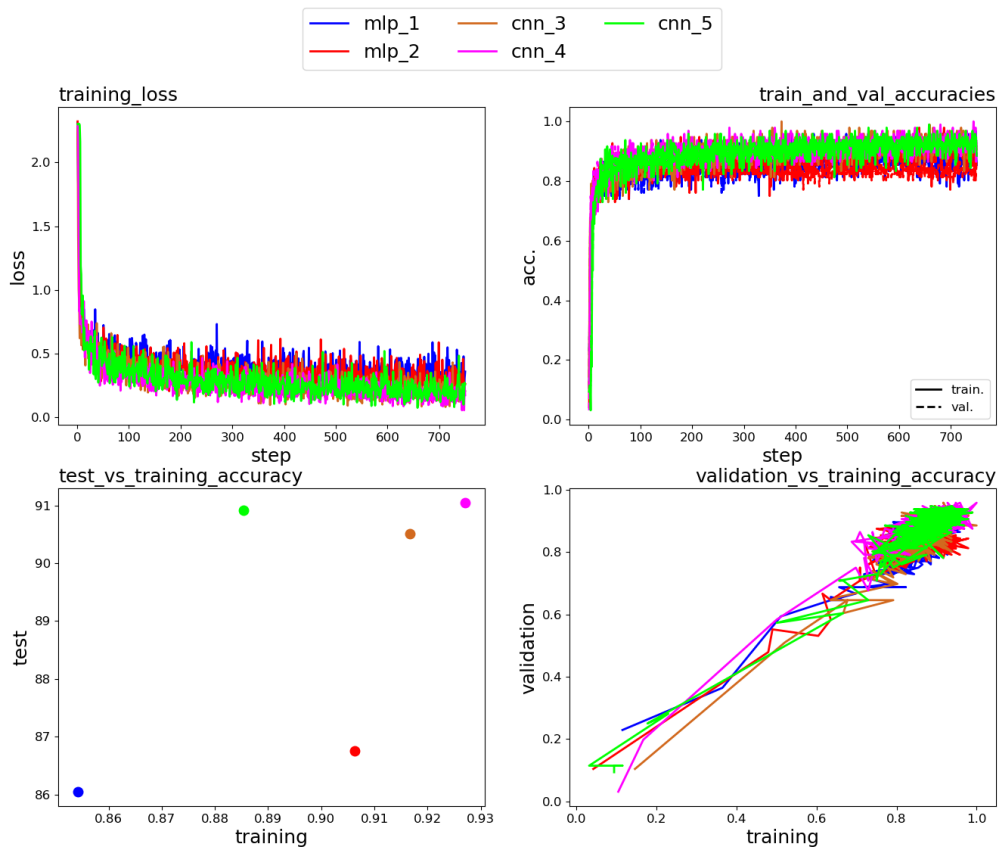 mlp_1 cnn_3 cnn_5
mlp_2 cnn_4
training_loss
loss
2.0
1.5
1.0
0.5
0.0
0 100 200 300 400 500 600 700
step
train_and_val_accuracies
acc.
1.0
0.8
0.6
0.4
0.2
0.0
train.
val.
0 100 200 300 400 500 600 700
step
test_vs_training_accuracy
test
91
90
89
88
87
86
0.86 0.87 0.88 0.89 0.90 0.91 0.92 0.93
training
validation_vs_training_accuracy
validation
1.0
0.8
0.6
0.4
0.2
0.0
0.0 0.2 0.4 0.6 0.8 1.0
training